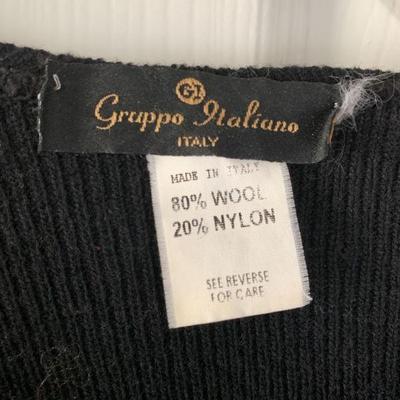 GI
Gruppo Italiano
ITALY
MADE IN ITALY
80% WOOL
20% NYLON
SEE REVERSE
FOR CARE